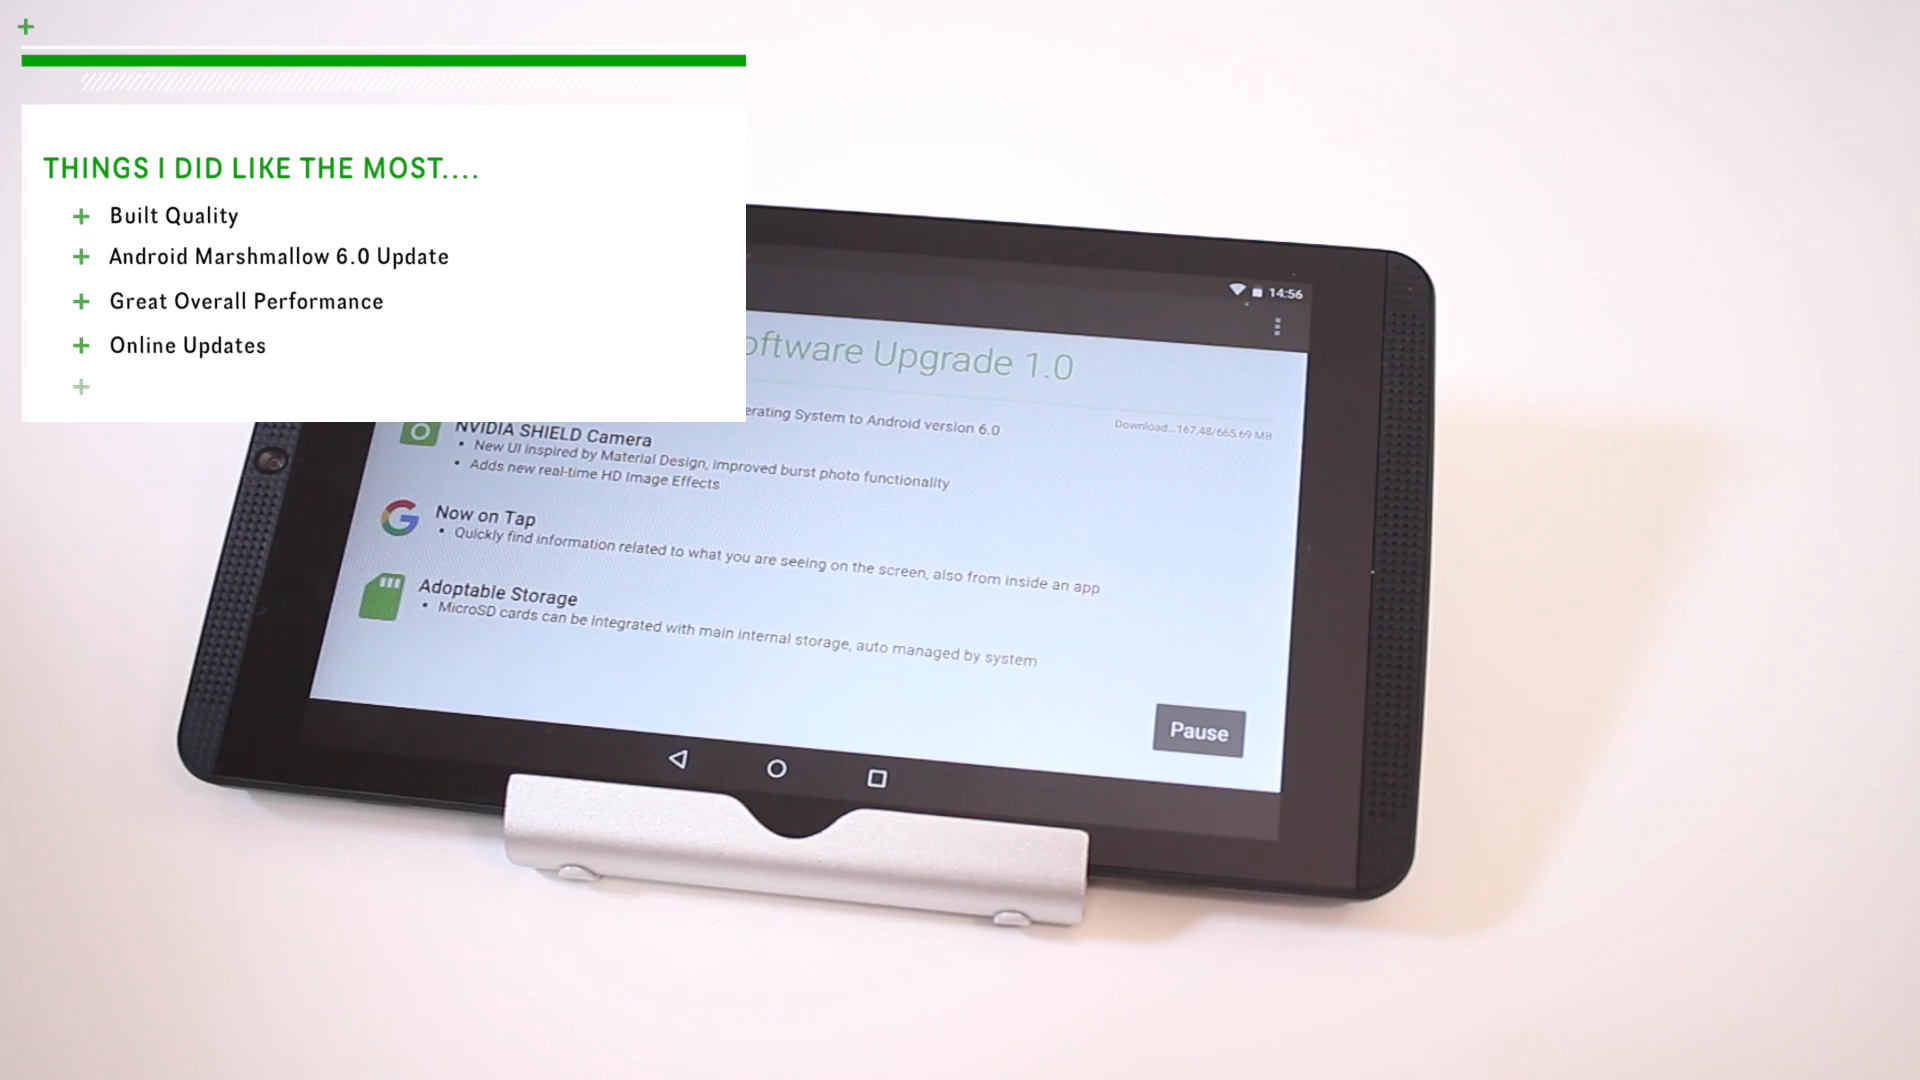 THINGS I DID LIKE THE MOST....
+ Built Quality
+ Android Marshmallow 6.0 Update
+ Great Overall Performance
+ Online Updates
+
14:56
Upgrade 1.0
System to Android version 6.0
Download...167.48/665.69 MB
NVIDIA SHIELD Camera
• New UI inspired by Material Design, improved burst photo functionality
• Adds new real-time HD Image Effects
Now on Tap
• Quickly find information related to what you are seeing on the screen, also from inside an app
Adoptable Storage
• MicroSD cards can be integrated with main internal storage, auto managed by system
Pause